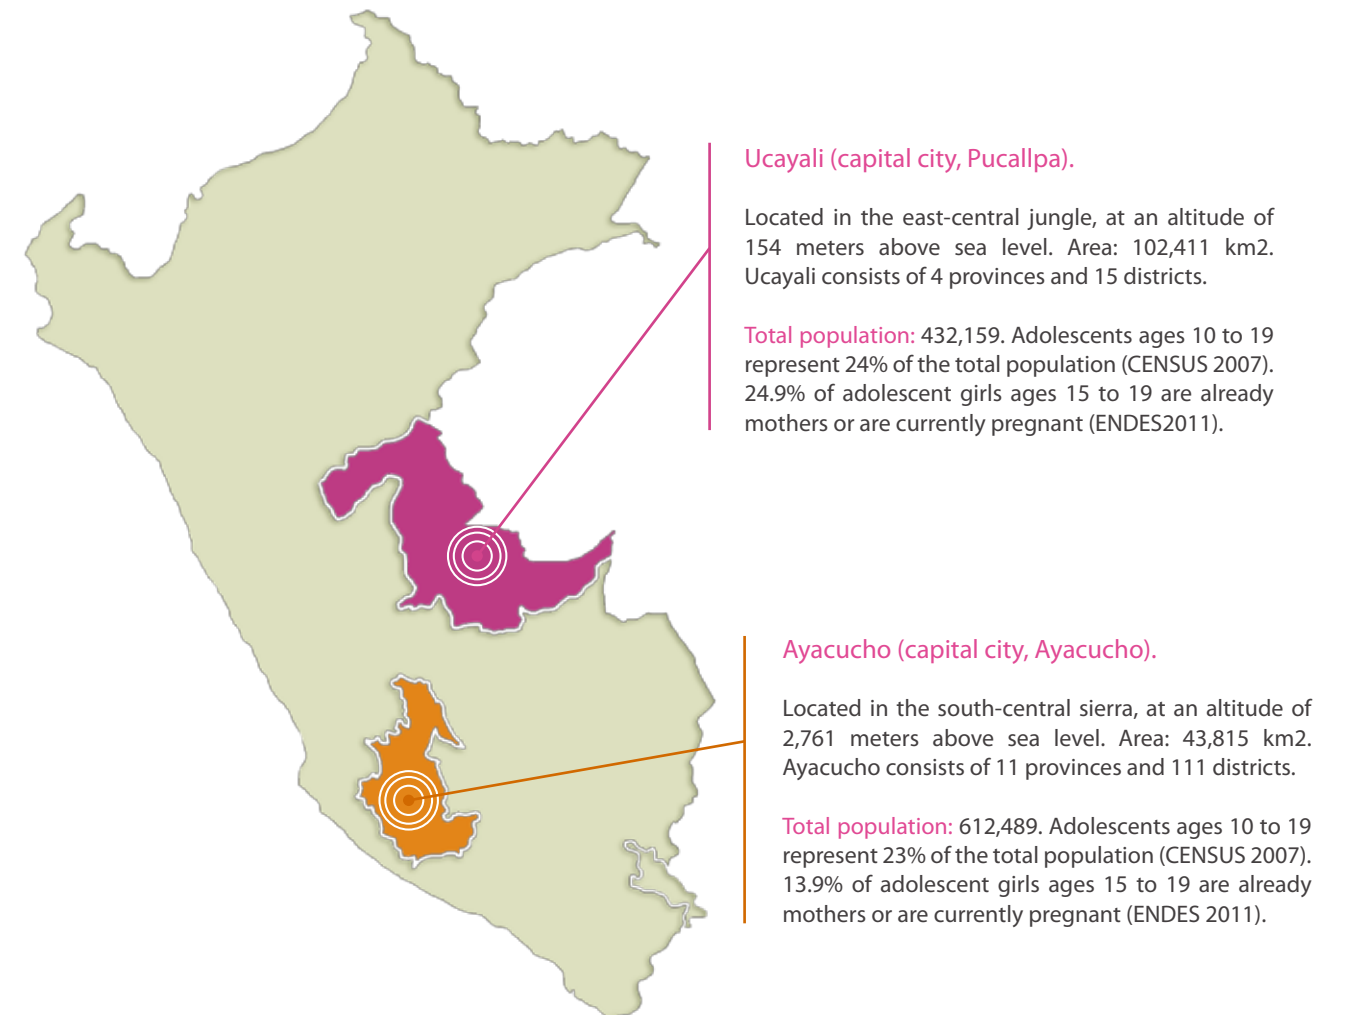 Ucayali (capital city, Pucallpa).
Located in the east-central jungle, at an altitude of
154 meters above sea level. Area: 102,411 km2.
Ucayali consists of 4 provinces and 15 districts.
Total population: 432,159. Adolescents ages 10 to 19
represent 24% of the total population (CENSUS 2007).
24.9% of adolescent girls ages 15 to 19 are already
mothers or are currently pregnant (ENDES2011).
Ayacucho (capital city, Ayacucho).
Located in the south-central sierra, at an altitude of
2,761 meters above sea level. Area: 43,815 km2.
Ayacucho consists of 11 provinces and 111 districts.
Total population: 612,489. Adolescents ages 10 to 19
represent 23% of the total population (CENSUS 2007).
13.9% of adolescent girls ages 15 to 19 are already
mothers or are currently pregnant (ENDES 2011).